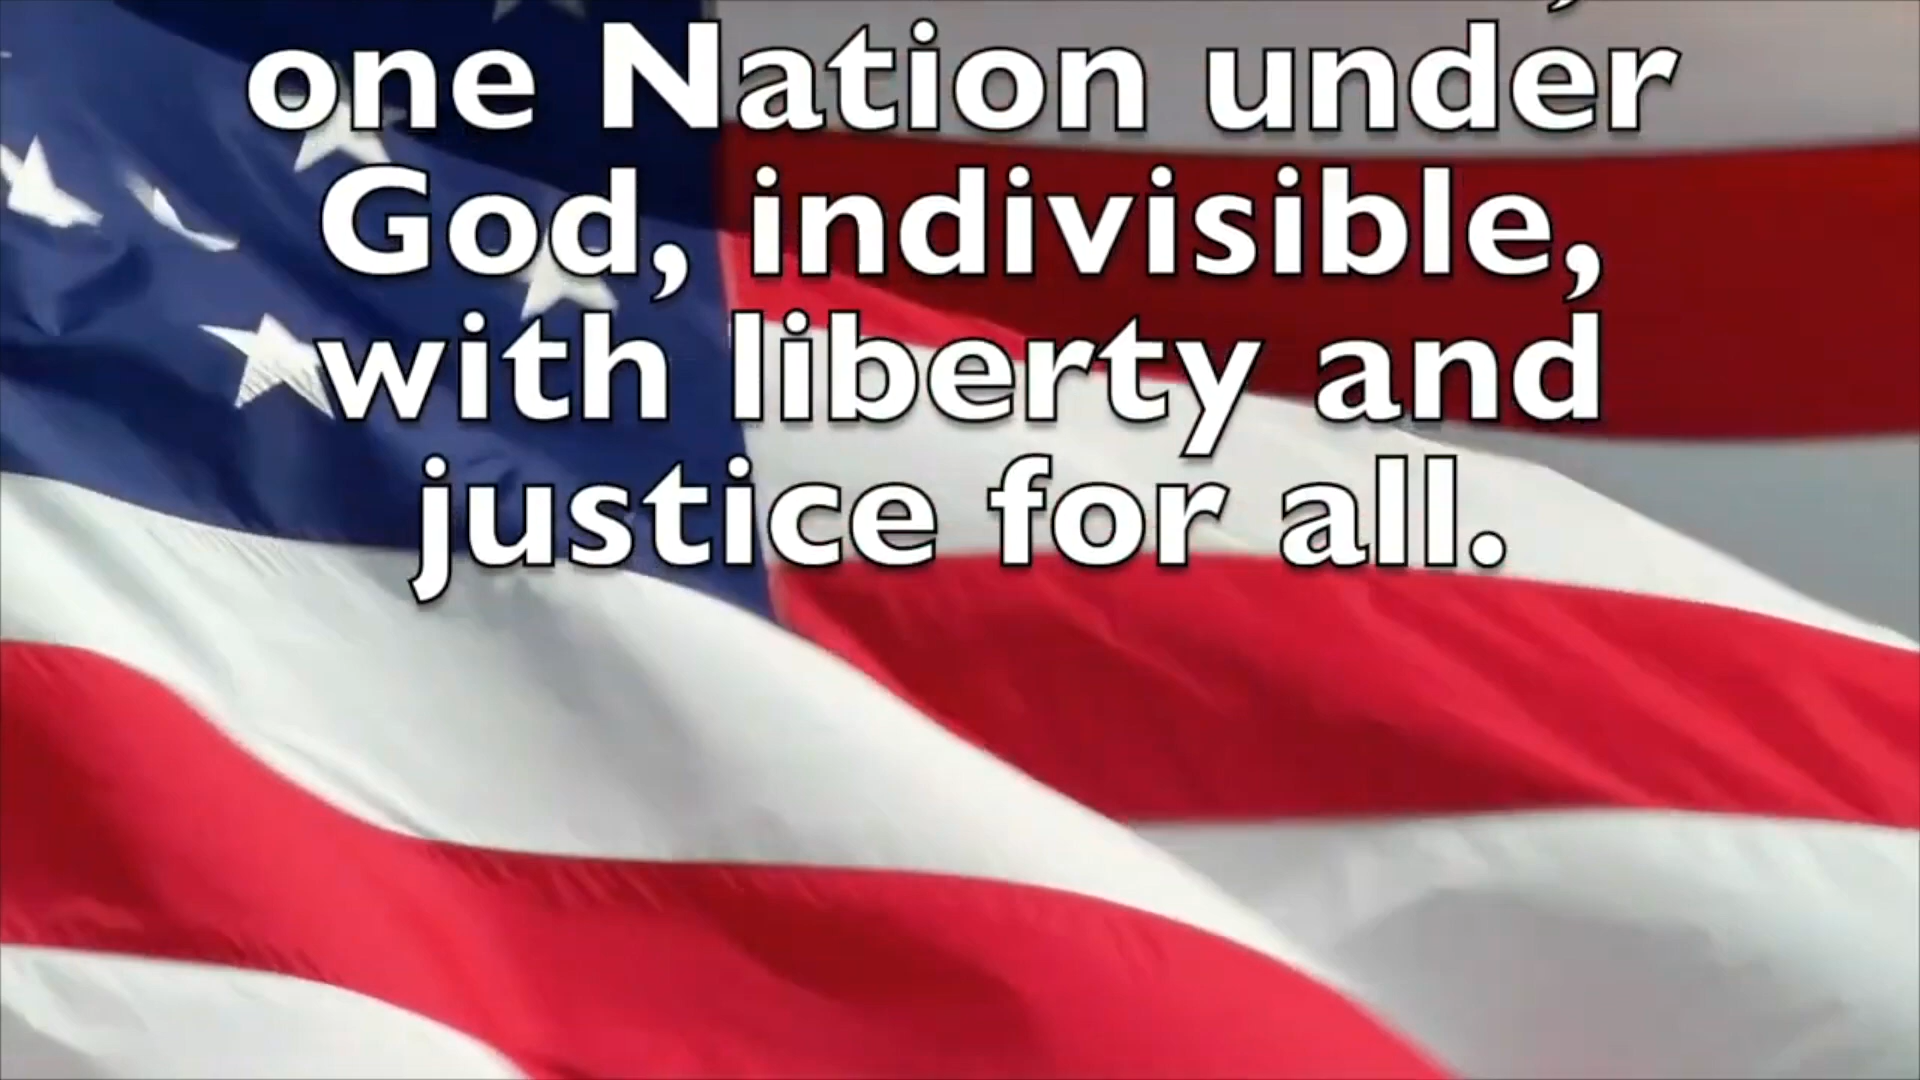 one Nation under
God, indivisible,
with liberty and
justice for all.